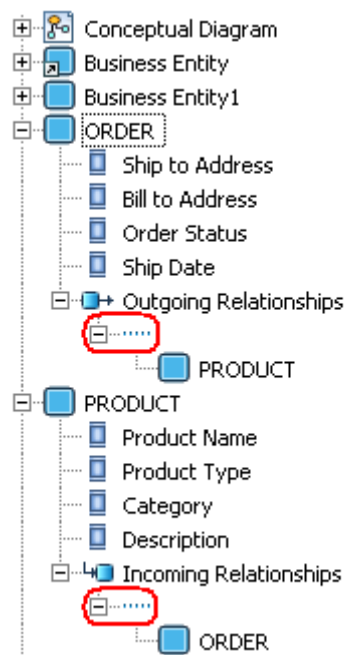 Conceptual Diagram
Business Entity
Business Entity1
ORDER
Ship to Address
Bill to Address
Order Status
Ship Date
Outgoing Relationships
PRODUCT
PRODUCT
Product Name
Product Type
Category
Description
Incoming Relationships
ORDER